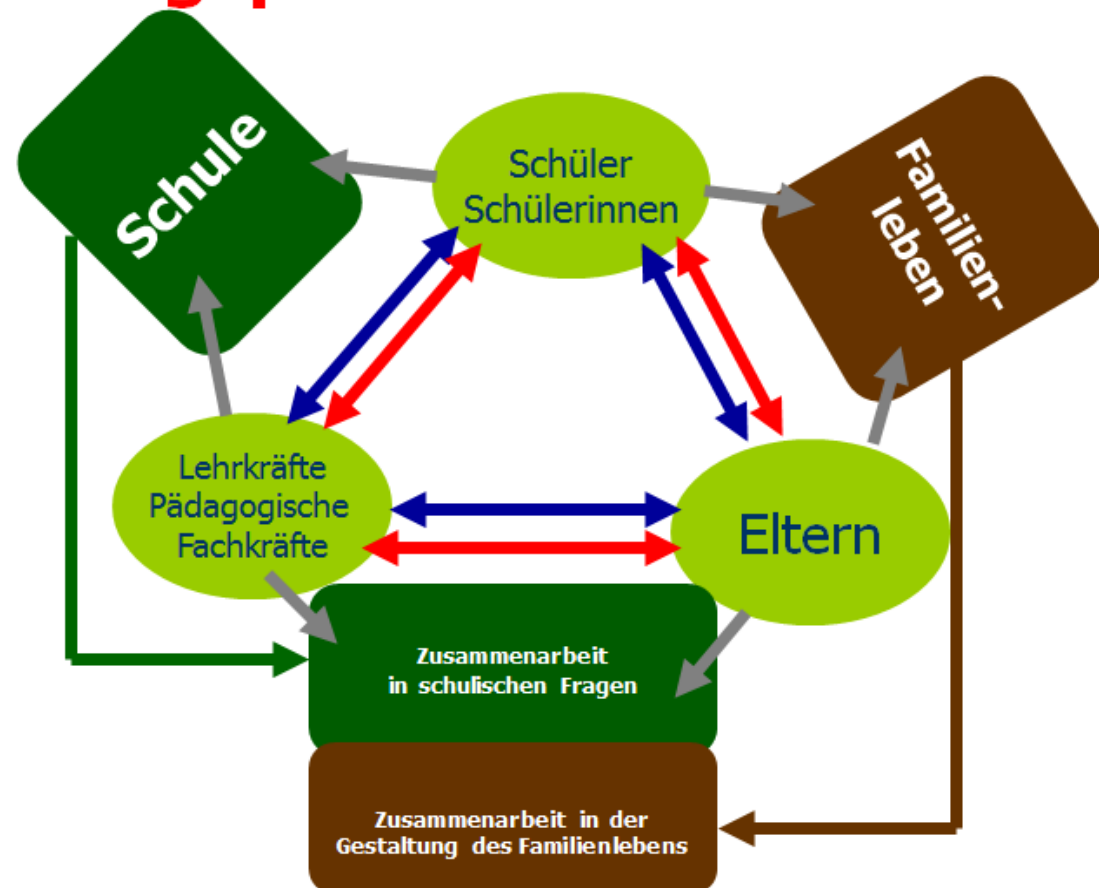 Schule
Schüler
Schülerinnen
Familien-
leben
Lehrkräfte
Pädagogische
Fachkräfte
Eltern
Zusammenarbeit
in schulischen Fragen
Zusammenarbeit in der
Gestaltung des Familienlebens